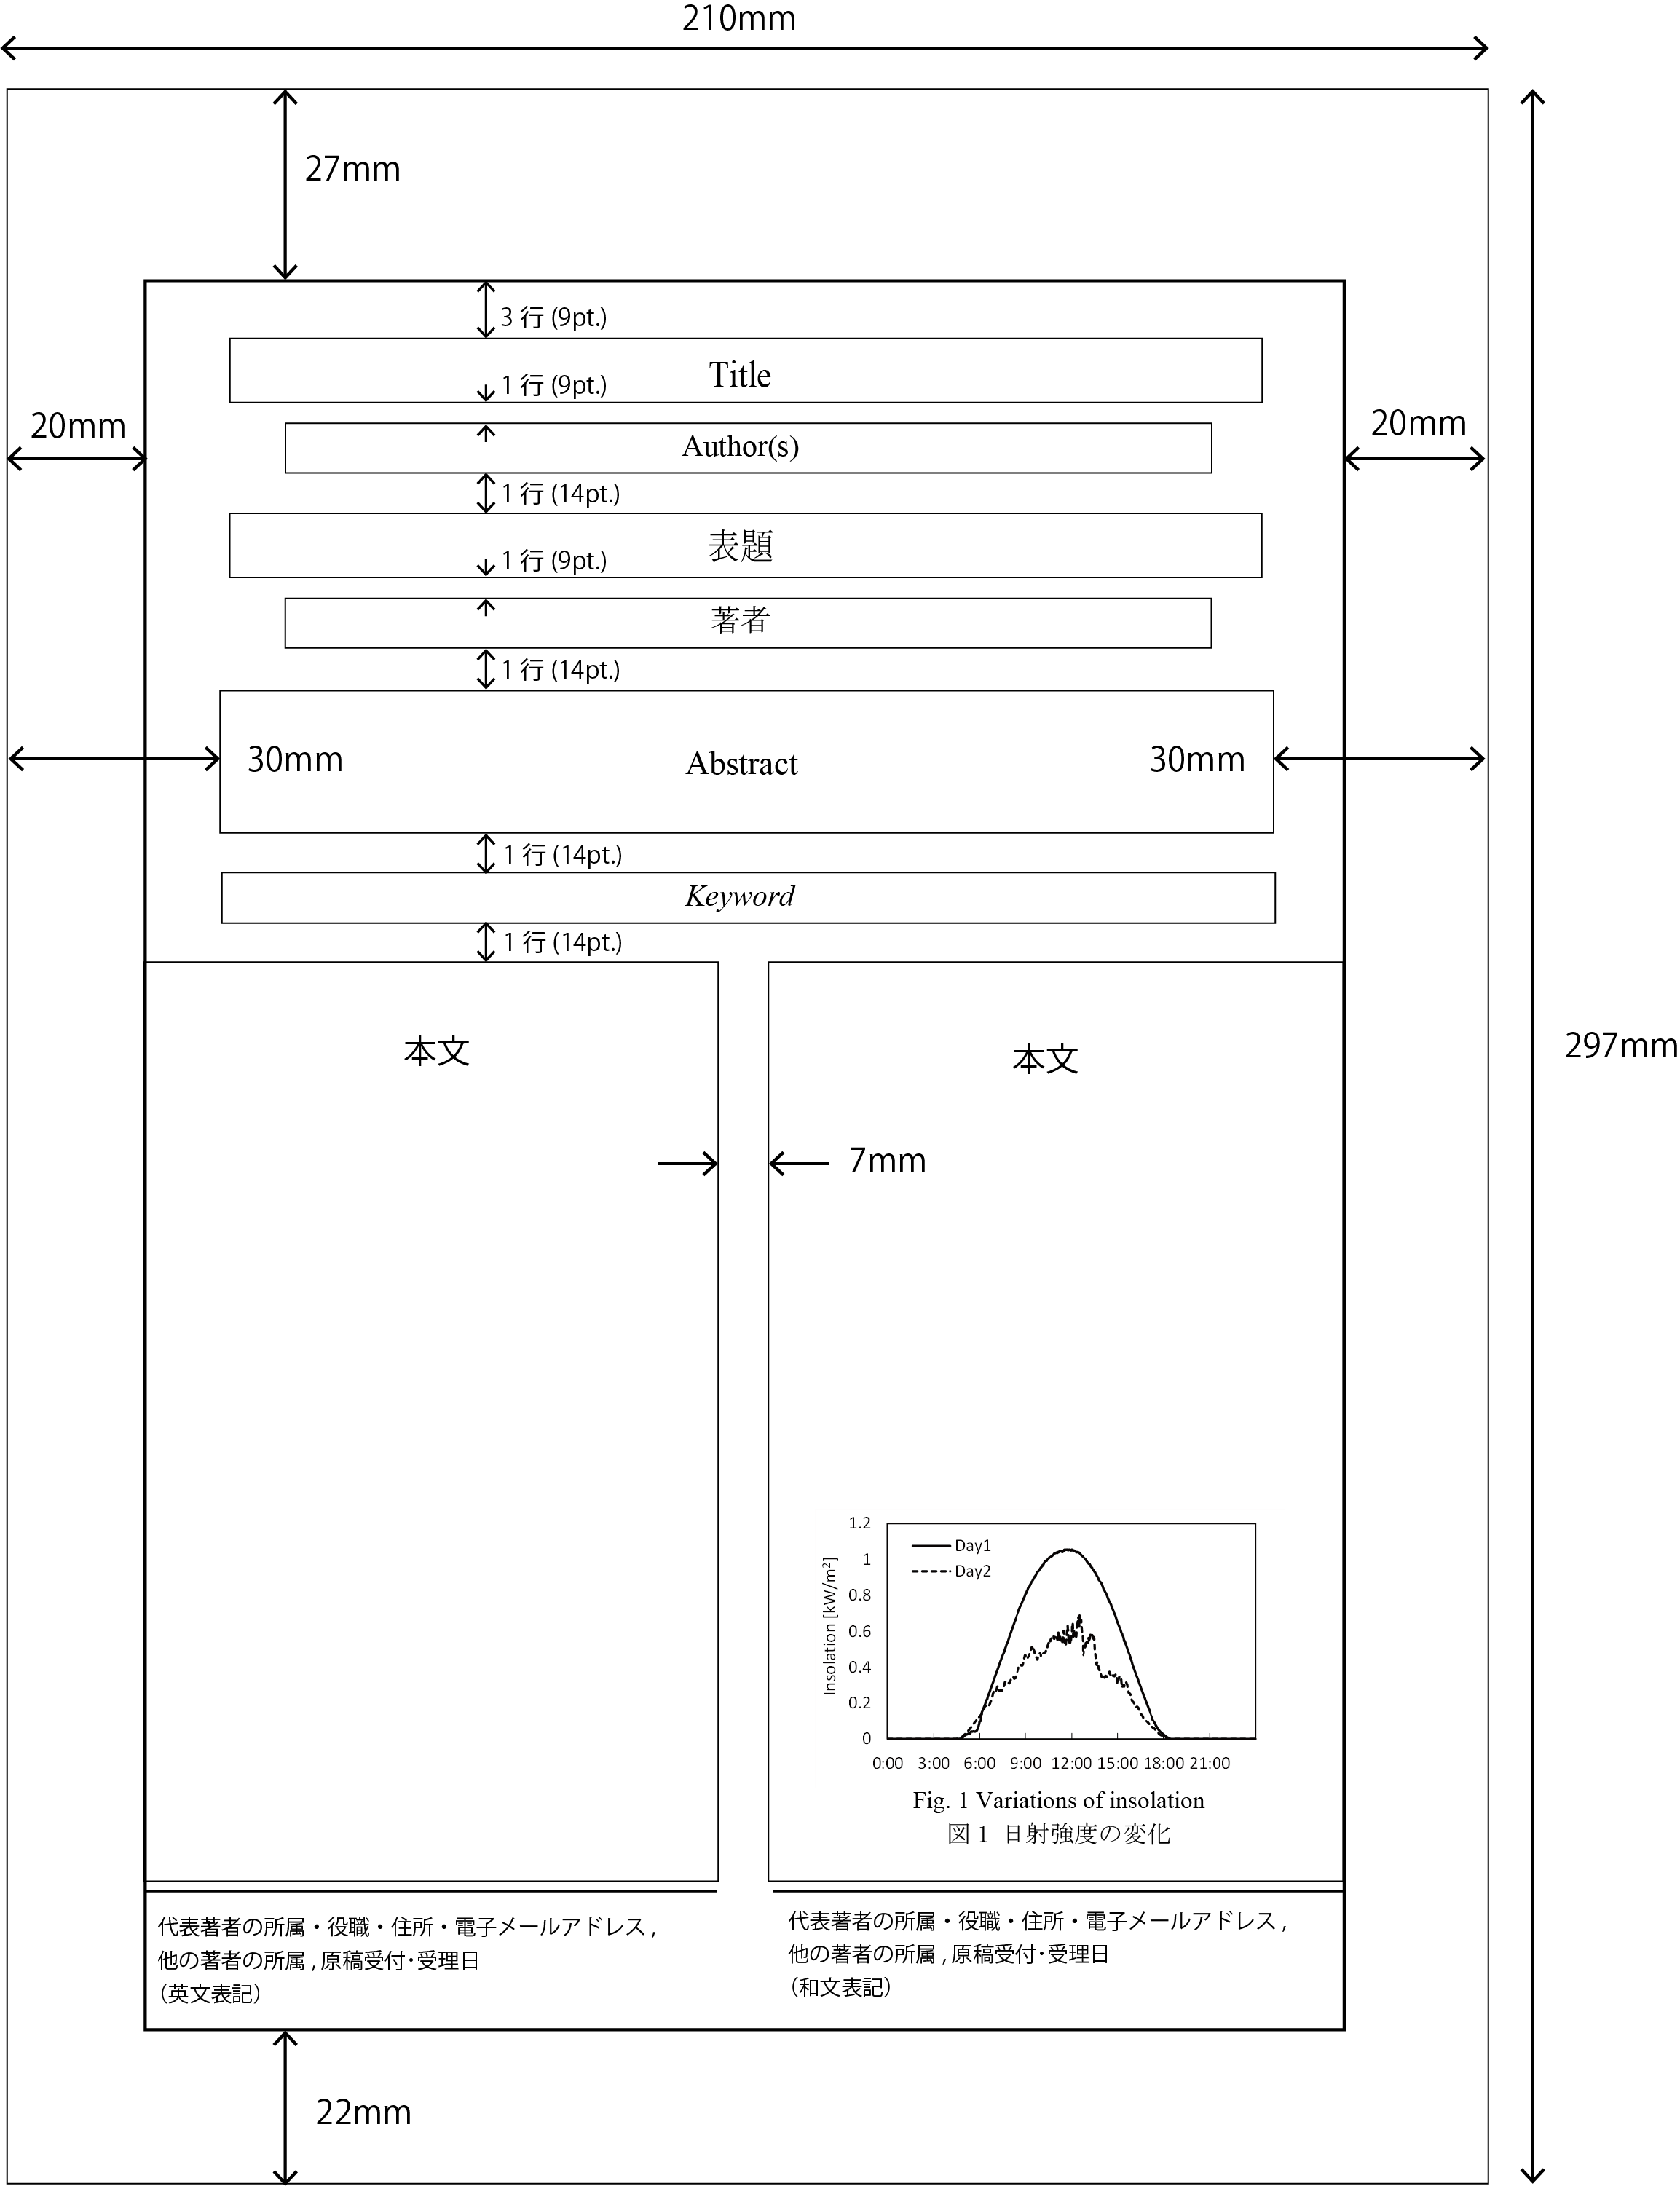 210mm
27mm
3 行 (9pt.)
Title
1 行 (9pt.)
20mm
20mm
Author(s)
1 行 (14pt.)
表題
1 行 (9pt.)
著者
1 行 (14pt.)
30mm
Abstract
30mm
1 行 (14pt.)
Keyword
1 行 (14pt.)
本文
本文
297mm
7mm
1.2
1
0.8
0.6
0.4
0.2
0
Insolation [kW/m²]
Day1
Day2
0:00 3:00 6:00 9:00 12:00 15:00 18:00 21:00
Fig. 1 Variations of insolation
図 1 日射強度の変化
代表著者の所属・役職・住所・電子メールアドレス ,
他の著者の所属 , 原稿受付・受理日
（英文表記）
代表著者の所属・役職・住所・電子メールアドレス ,
他の著者の所属 , 原稿受付・受理日
（和文表記）
22mm